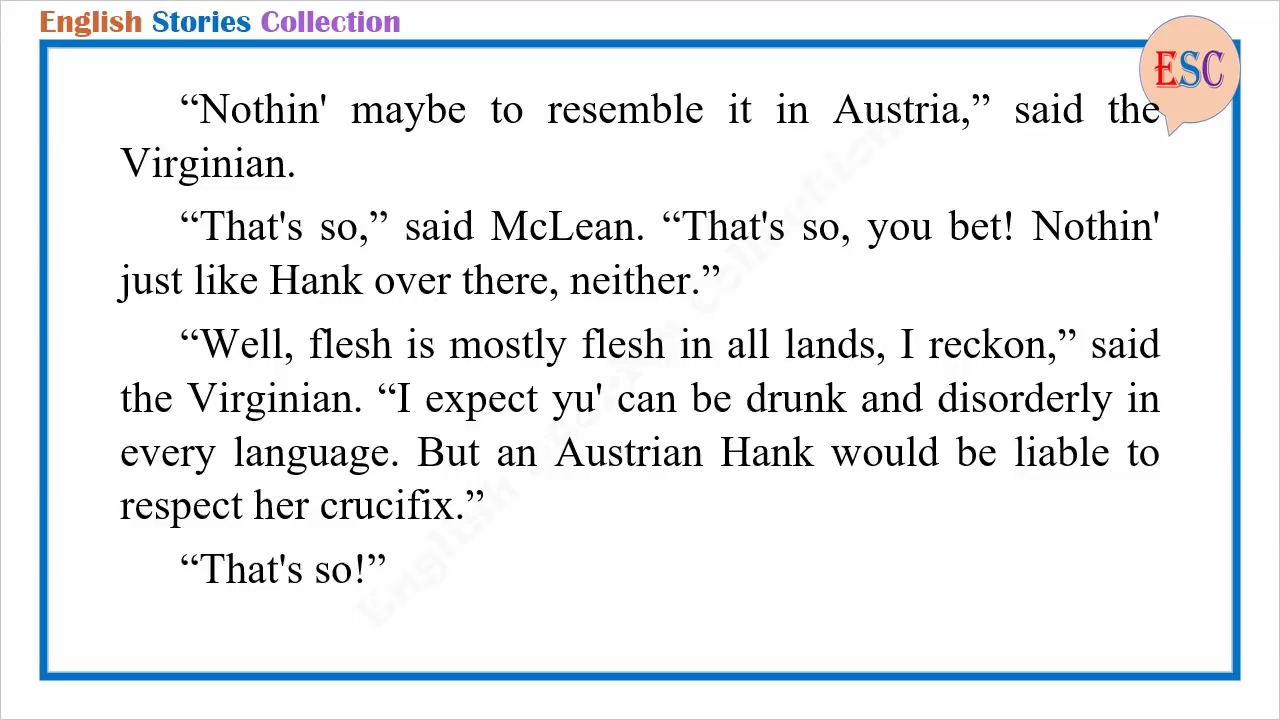 English Stories Collection
ESC
“Nothin' maybe to resemble it in Austria,” said the
Virginian.
“That's so,” said McLean. “That's so, you bet! Nothin'
just like Hank over there, neither.”
“Well, flesh is mostly flesh in all lands, I reckon,” said
the Virginian. “I expect yu' can be drunk and disorderly in
every language. But an Austrian Hank would be liable to
respect her crucifix.”
“That's so!”